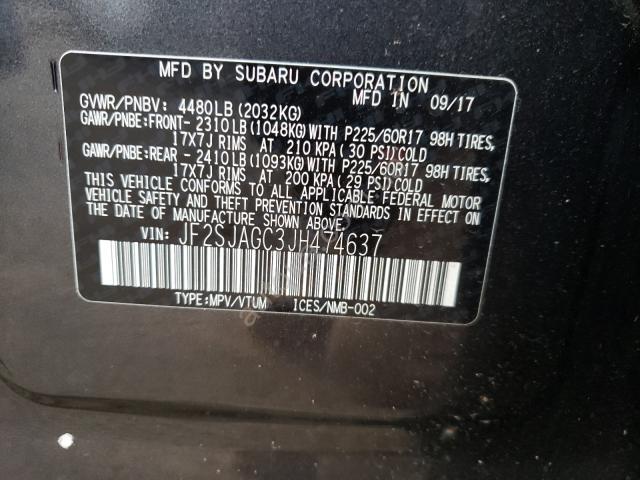 MFD BY SUBARU CORPORATION
GVWR/PNBV: 4480LB (2032KG) MFD IN 09/17
GAWR/PNBE:FRONT- 2310LB (1048KG) WITH P225/60R17 98H TIRES,
17X7J RIMS AT 210 KPA (30 PSI) COLD
GAWR/PNBE:REAR - 2410LB (1093KG) WITH P225/60R17 98H TIRES,
17X7J RIMS AT 200 KPA (29 PSI) COLD
THIS VEHICLE CONFORMS TO ALL APPLICABLE FEDERAL MOTOR
VEHICLE SAFETY AND THEFT PREVENTION STANDARDS IN EFFECT ON
THE DATE OF MANUFACTURE SHOWN ABOVE.
VIN: JF2SJAGC3JH474637
TYPE:MPV/VTUM ICES/NMB-002